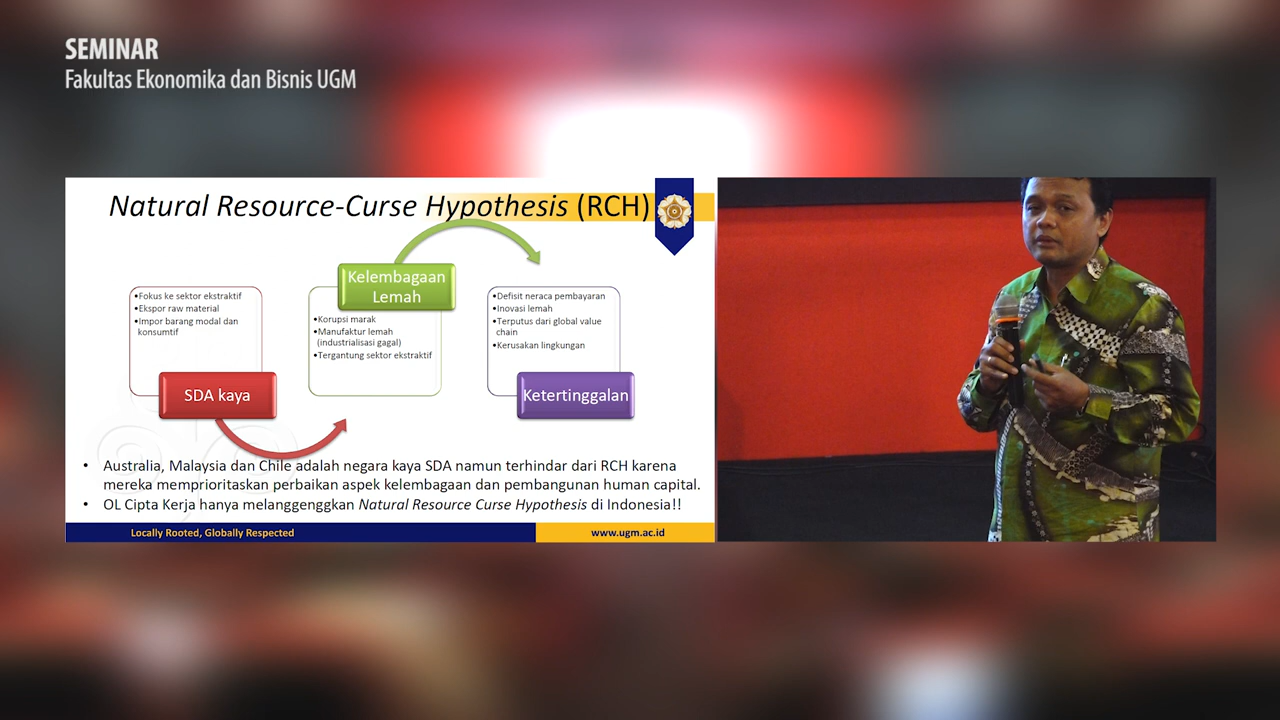 SEMINAR
Fakultas Ekonomika dan Bisnis UGM
Natural Resource-Curse Hypothesis (RCH)
•Fokus ke sektor ekstraktif
•Ekspor raw material
•Impor barang modal dan
konsumtif
SDA kaya
Kelembagaan
Lemah
•Korupsi marak
•Manufaktur lemah
(industrialisasi gagal)
•Tergantung sektor ekstraktif
•Defisit neraca pembayaran
•Inovasi lemah
•Terputus dari global value
chain
•Kerusakan lingkungan
Ketertinggalan
• Australia, Malaysia dan Chile adalah negara kaya SDA namun terhindar dari RCH karena
mereka memprioritaskan perbaikan aspek kelembagaan dan pembangunan human capital.
• OL Cipta Kerja hanya melanggenggkan Natural Resource Curse Hypothesis di Indonesia!!
Locally Rooted, Globally Respected
www.ugm.ac.id